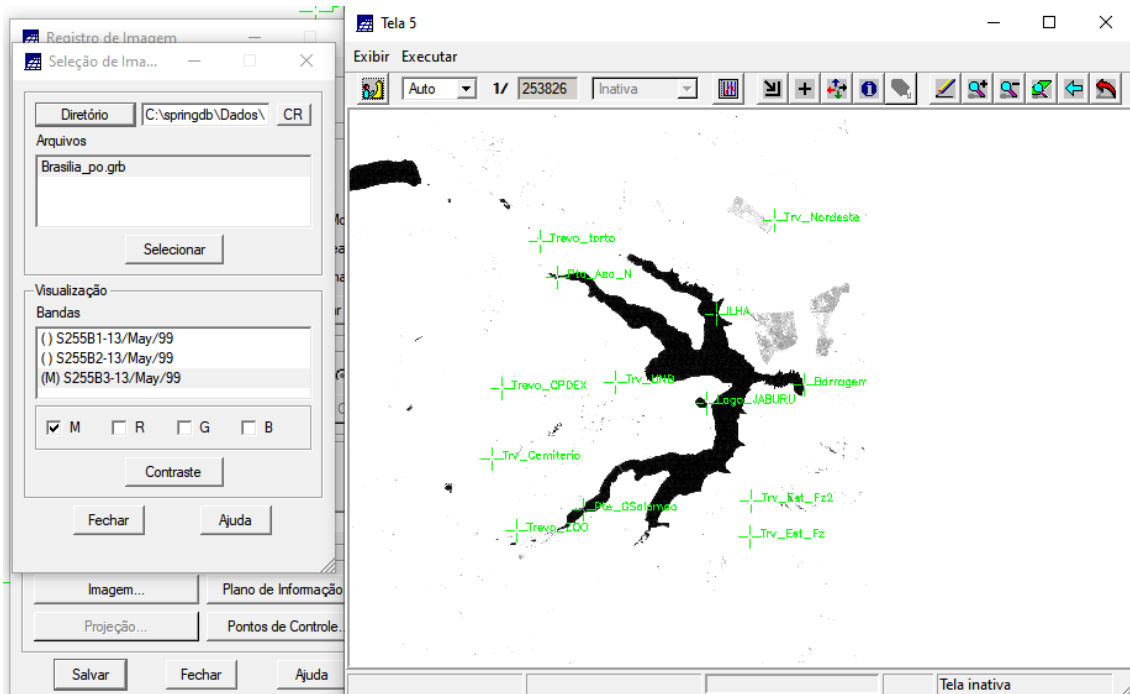 Registro de Imagem
Seleção de Ima...
Diretório
C:\springdb\Dados\
CR
Arquivos
Brasilia_po.grb
Selecionar
Visualização
Bandas
( ) S255B1-13/May/99
( ) S255B2-13/May/99
(M) S255B3-13/May/99
M
R
G
B
Contraste
Fechar
Ajuda
Imagem...
Plano de Informação
Projeção...
Pontos de Controle..
Salvar
Fechar
Ajuda
Tela 5
Exibir Executar
Auto
1/
253826
Inativa
Trv_Nordeste
Trevo_torto
Pta_Asa_N
ILHA
Trevo_CPDEX
Trv_UNB
Barragem
Lago_JABURU
Trv_Cemiterio
Trv_Est_Fz2
Pte_GSalomao
Trevo_ZOO
Trv_Est_Fz
Tela inativa